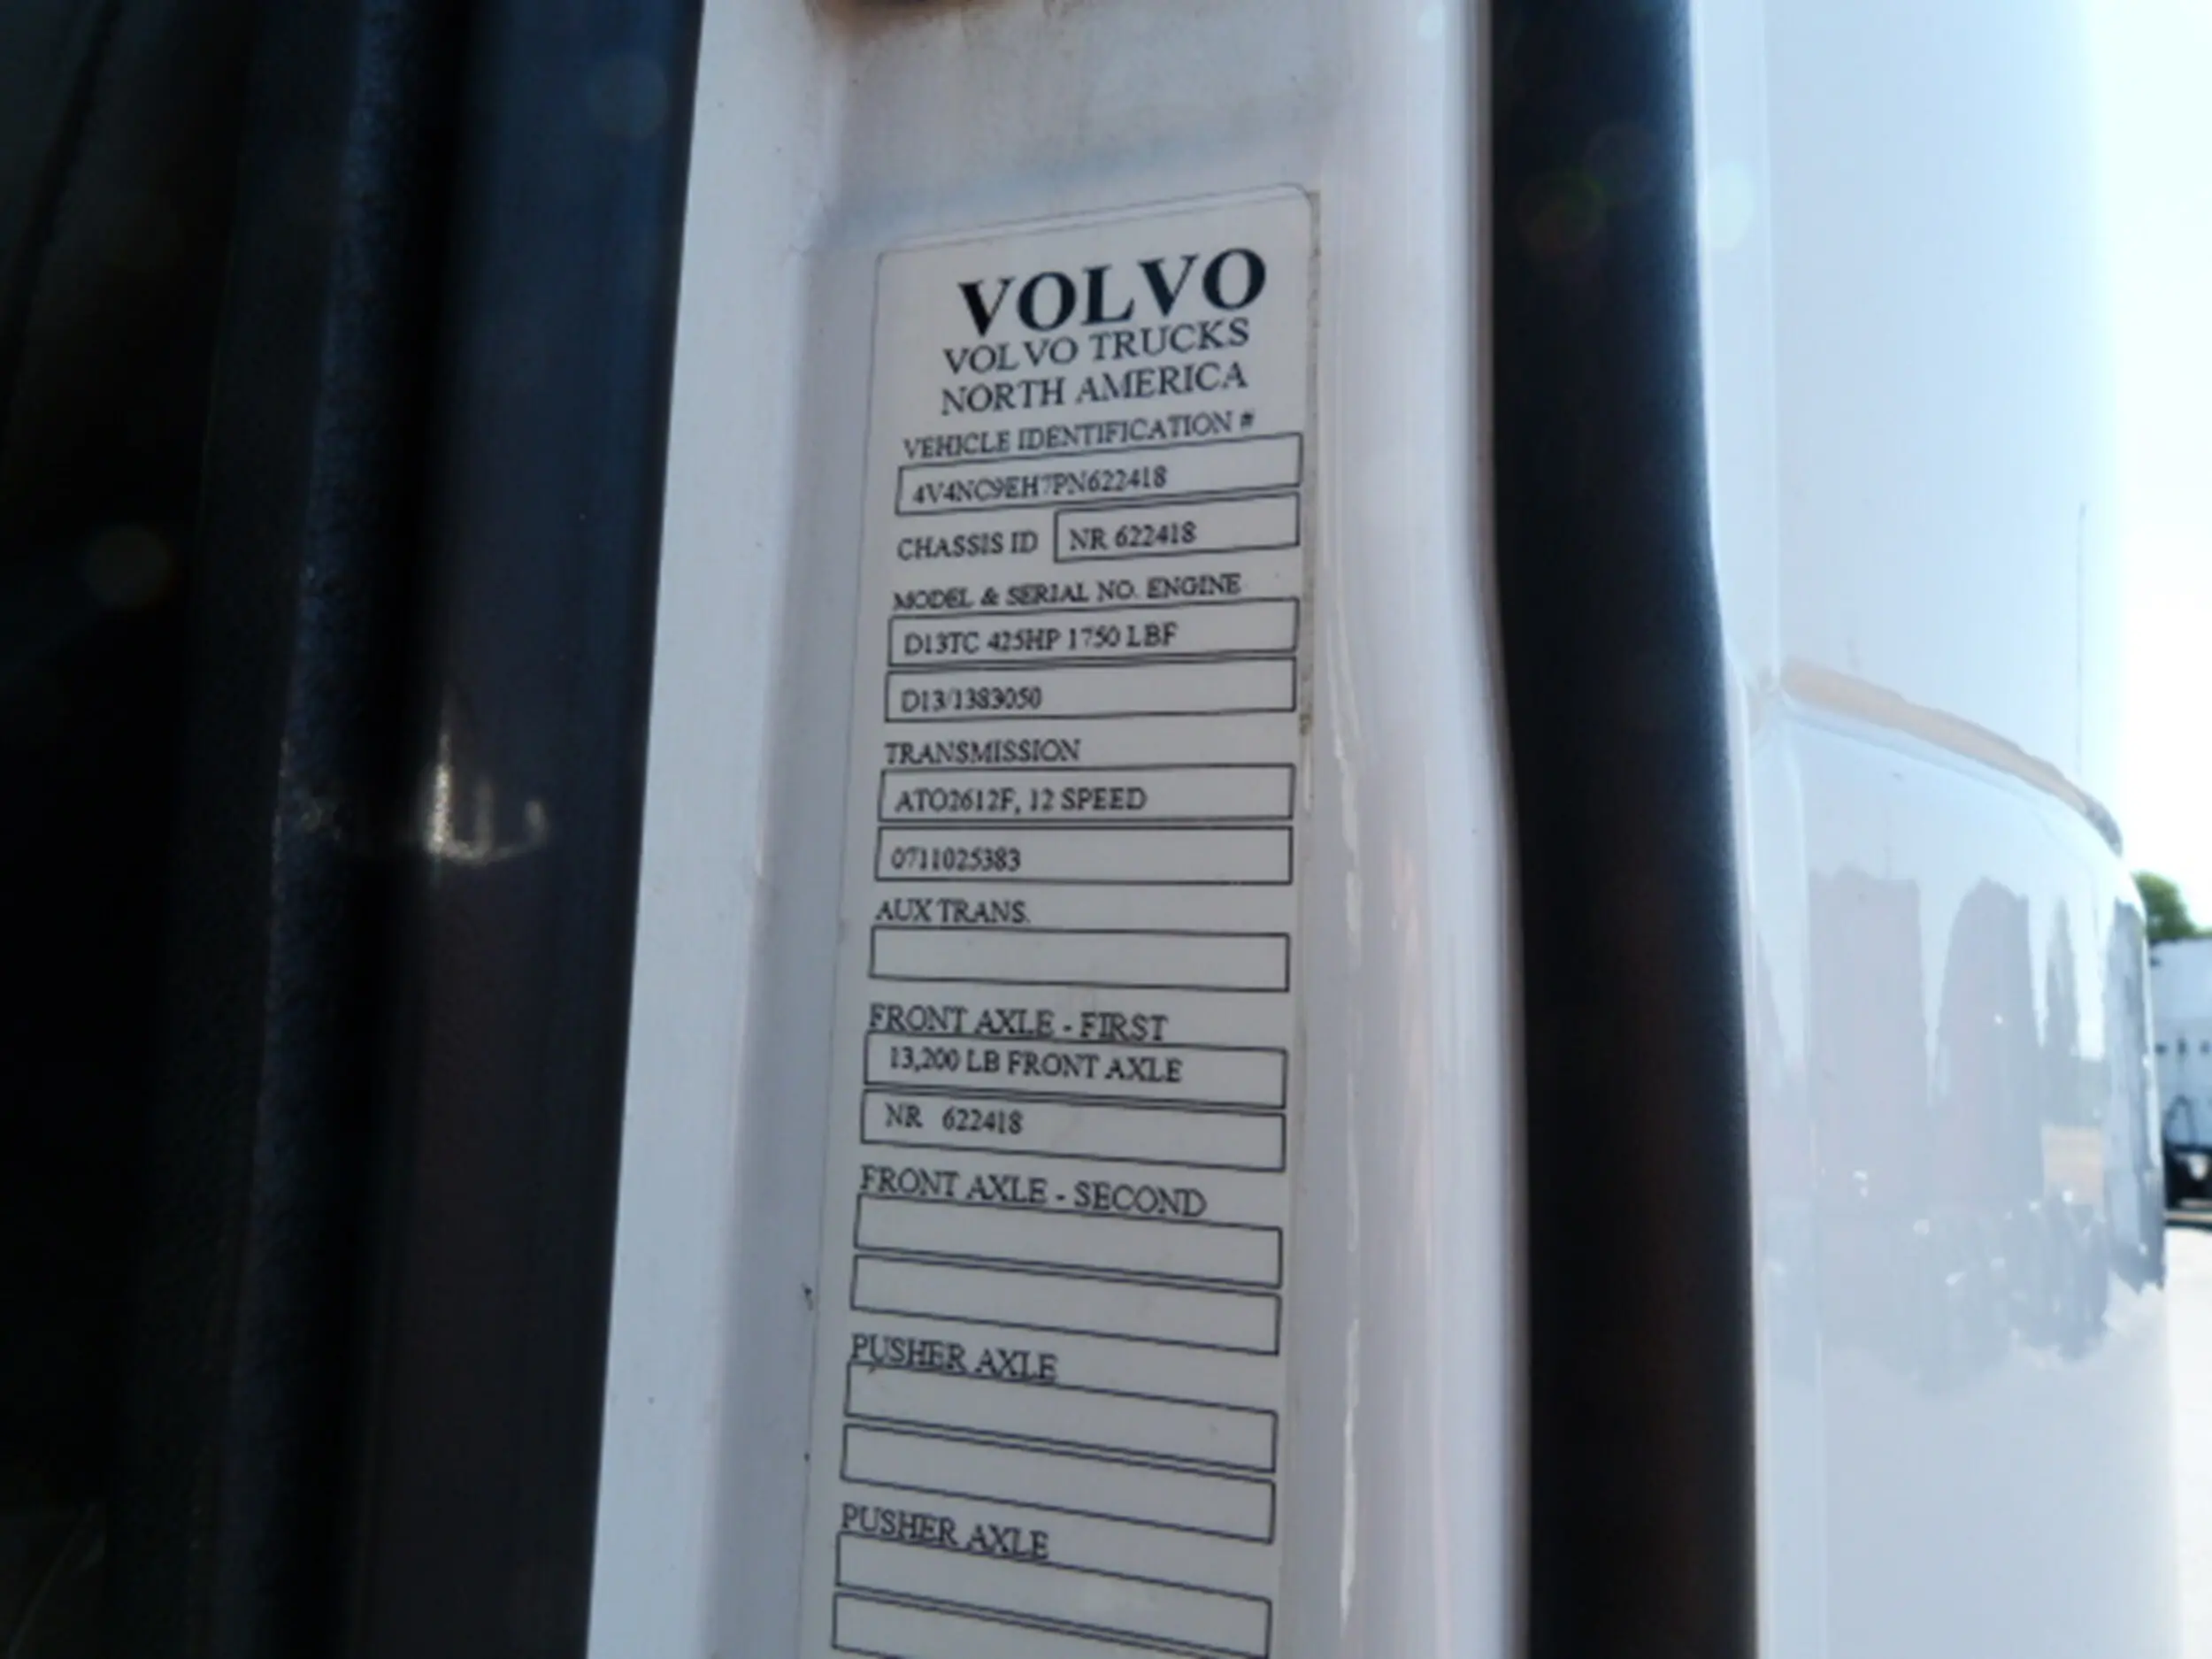 VOLVO
VOLVO TRUCKS
NORTH AMERICA
VEHICLE IDENTIFICATION #
4V4NC9EH7PN622418
CHASSIS ID NR 622418
MODEL & SERIAL NO. ENGINE
D13TC 425HP 1750 LBF
D13/1383050
TRANSMISSION
ATO2612F, 12 SPEED
0711025383
AUX TRANS.
FRONT AXLE - FIRST
13,200 LB FRONT AXLE
NR 622418
FRONT AXLE - SECOND
PUSHER AXLE
PUSHER AXLE